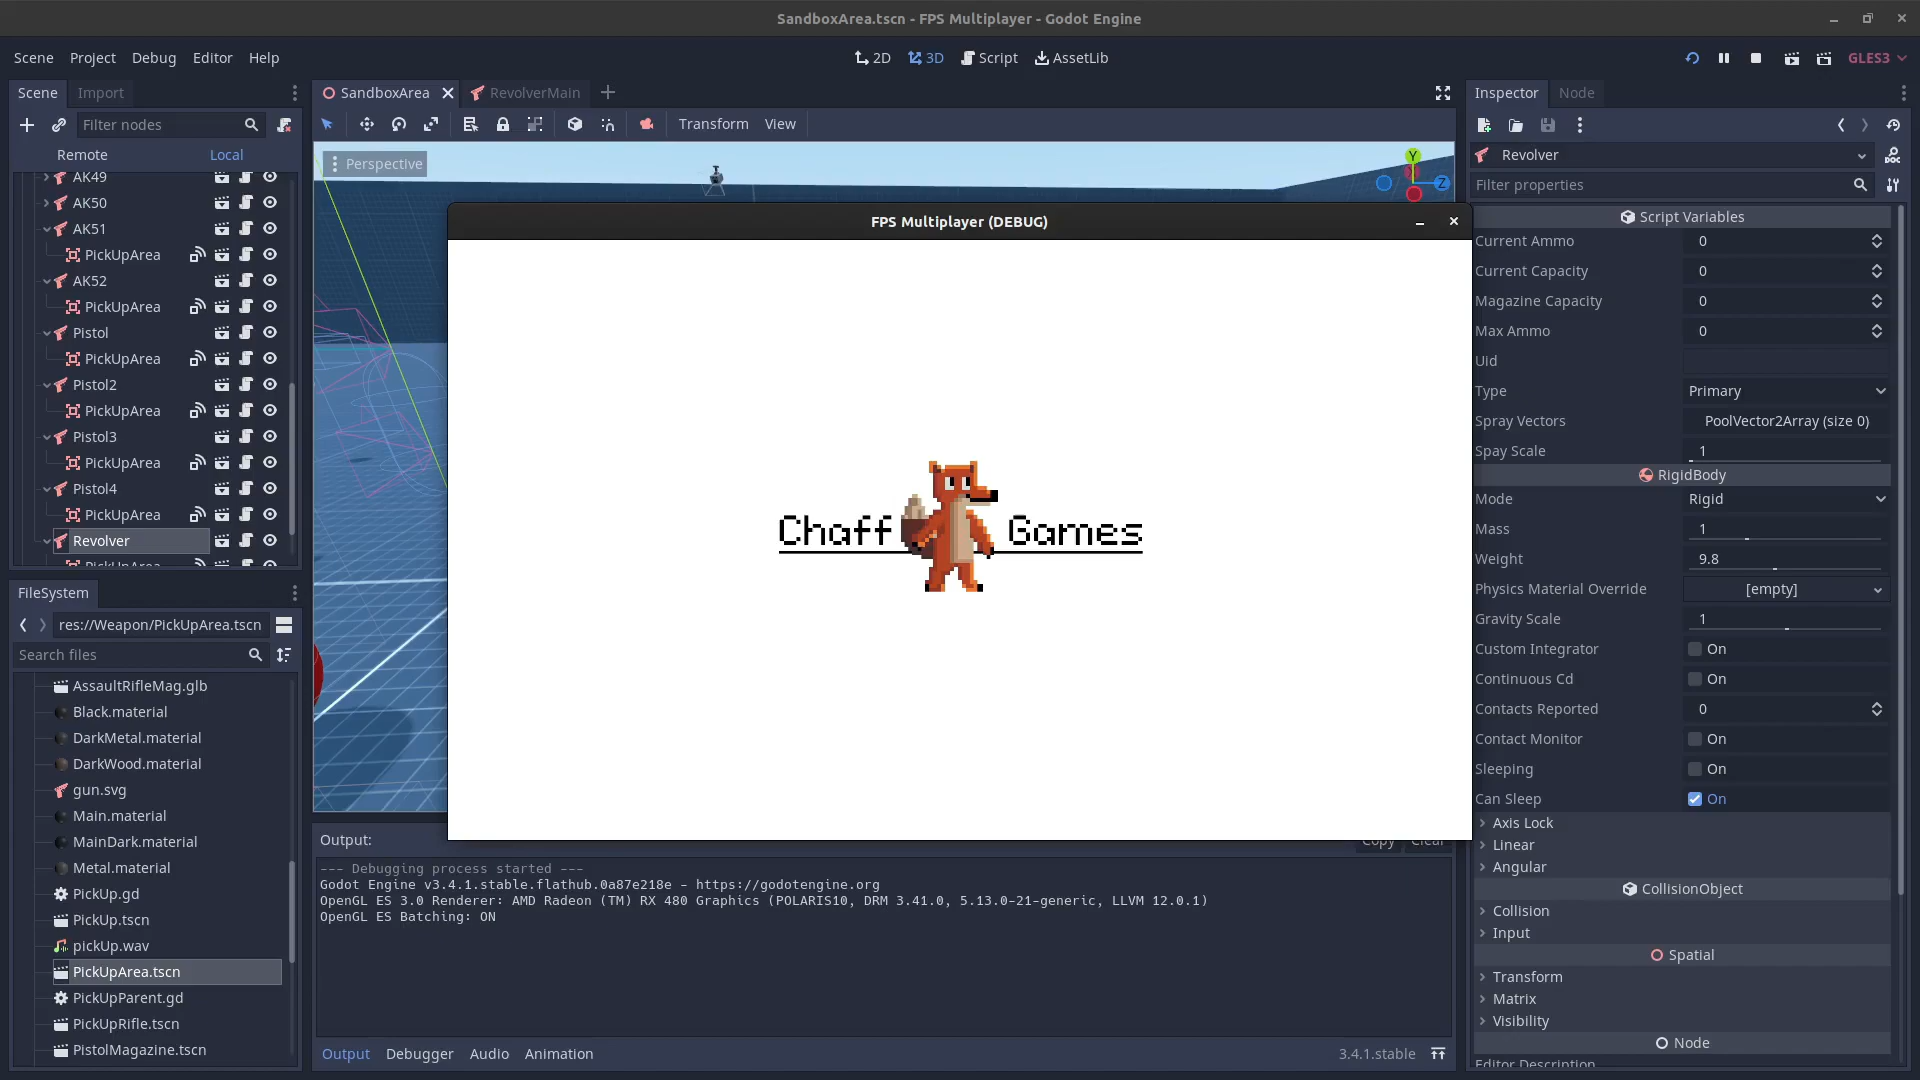 SandboxArea.tscn - FPS Multiplayer - Godot Engine
Scene Project Debug Editor Help
2D 3D Script AssetLib
GLES3
Scene Import
SandboxArea RevolverMain
Inspector Node
Filter nodes
Transform View
Remote Local
Perspective
Y
Z
Revolver
Filter properties
AK49
AK50
AK51
PickUpArea
AK52
PickUpArea
Pistol
PickUpArea
Pistol2
PickUpArea
Pistol3
PickUpArea
Pistol4
PickUpArea
Revolver
PickUpArea
FPS Multiplayer (DEBUG)
Chaff Games
Script Variables
Current Ammo 0
Current Capacity 0
Magazine Capacity 0
Max Ammo 0
Uid
Type Primary
Spray Vectors PoolVector2Array (size 0)
Spay Scale 1
RigidBody
Mode Rigid
Mass 1
Weight 9.8
Physics Material Override [empty]
Gravity Scale 1
Custom Integrator On
Continuous Cd On
Contacts Reported 0
Contact Monitor On
Sleeping On
Can Sleep On
Axis Lock
Linear
Angular
CollisionObject
Collision
Input
Spatial
Transform
Matrix
Visibility
Node
Editor Description
FileSystem
res://Weapon/PickUpArea.tscn
Search files
AssaultRifleMag.glb
Black.material
DarkMetal.material
DarkWood.material
gun.svg
Main.material
MainDark.material
Metal.material
PickUp.gd
PickUp.tscn
pickUp.wav
PickUpArea.tscn
PickUpParent.gd
PickUpRifle.tscn
PistolMagazine.tscn
Output:
Copy Clear
--- Debugging process started ---
Godot Engine v3.4.1.stable.flathub.0a87e218e - https://godotengine.org
OpenGL ES 3.0 Renderer: AMD Radeon (TM) RX 480 Graphics (POLARIS10, DRM 3.41.0, 5.13.0-21-generic, LLVM 12.0.1)
OpenGL ES Batching: ON
Output Debugger Audio Animation
3.4.1.stable